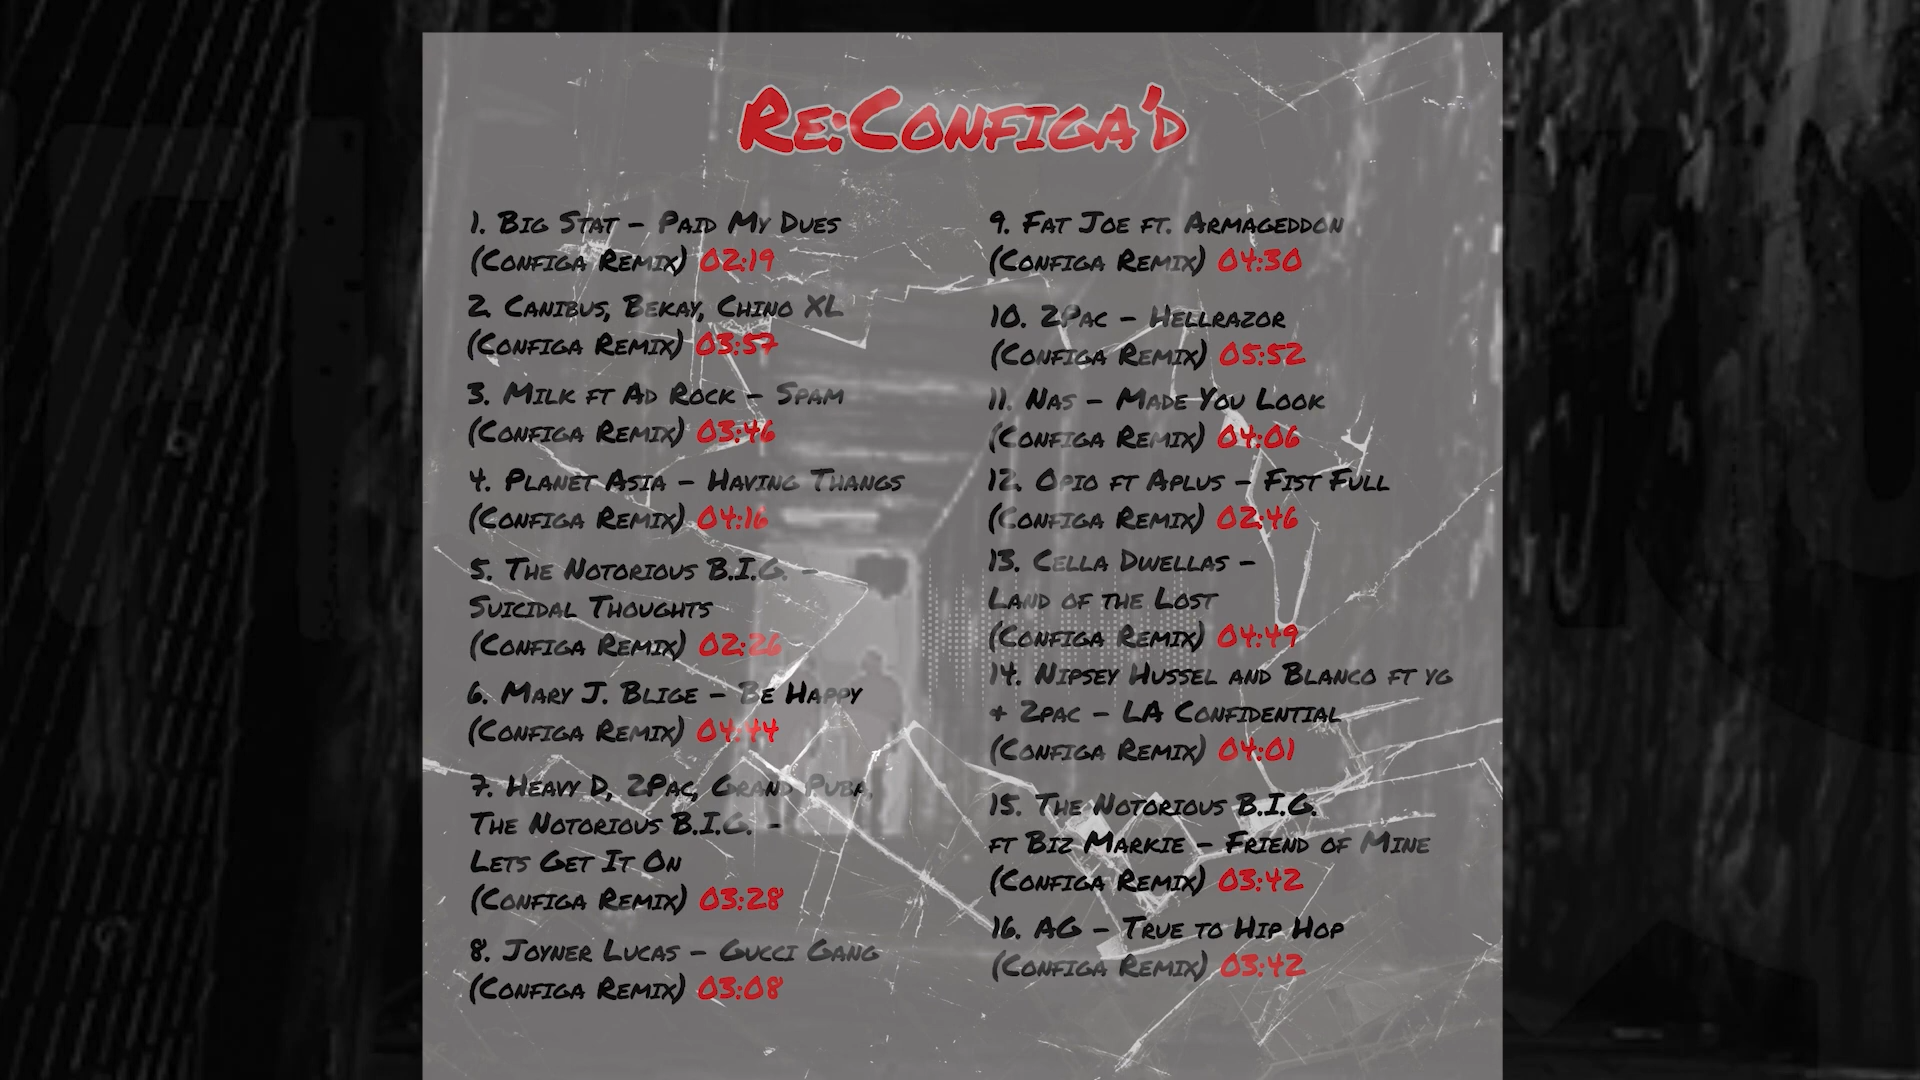 Re:Configa'd
1. Big Stat – Paid My Dues
(Configa Remix) 02:19
2. Canibus, Bekay, Chino XL
(Configa Remix) 03:57
3. Milk ft Ad Rock – Spam
(Configa Remix) 03:46
4. Planet Asia – Having Thangs
(Configa Remix) 04:16
5. The Notorious B.I.G. –
Suicidal Thoughts
(Configa Remix) 02:26
6. Mary J. Blige – Be Happy
(Configa Remix) 04:44
7. Heavy D, 2Pac, Grand Puba,
The Notorious B.I.G. –
Lets Get It On
(Configa Remix) 03:28
8. Joyner Lucas – Gucci Gang
(Configa Remix) 03:08
9. Fat Joe ft. Armageddon
(Configa Remix) 04:30
10. 2Pac – Hellrazor
(Configa Remix) 05:52
11. Nas – Made You Look
(Configa Remix) 04:06
12. Opio ft Aplus – Fist Full
(Configa Remix) 02:46
13. Cella Dwellas –
Land of the Lost
(Configa Remix) 04:49
14. Nipsey Hussel and Blanco ft YG
+ 2pac – LA Confidential
(Configa Remix) 04:01
15. The Notorious B.I.G.
ft Biz Markie – Friend of Mine
(Configa Remix) 03:42
16. AG – True to Hip Hop
(Configa Remix) 03:42